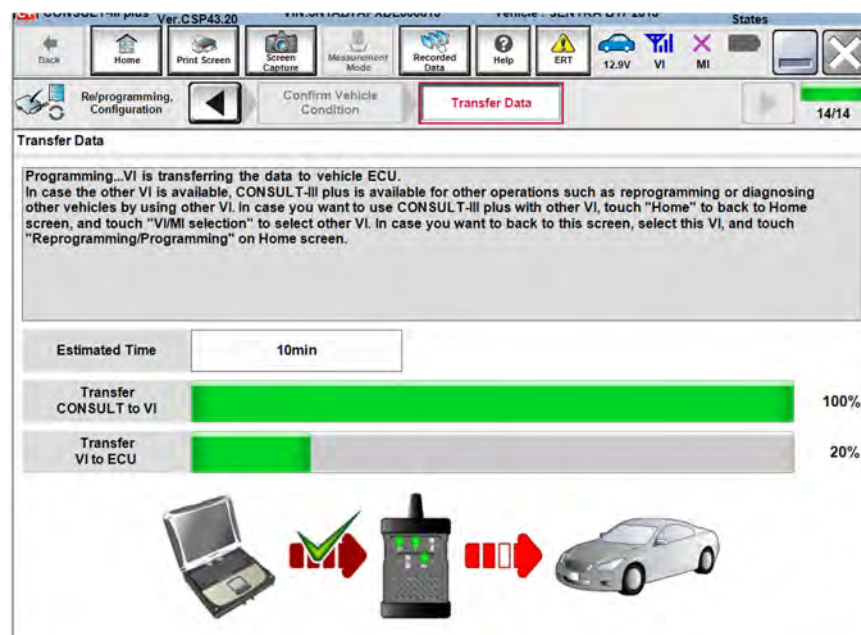 Ver.CSP43.20
States
Back
Home
Print Screen
Screen
Capture
Measurement
Mode
Recorded
Data
Help
ERT
12.9V
VI
MI
Re/programming,
Configuration
Confirm Vehicle
Condition
Transfer Data
14/14
Transfer Data
Programming...VI is transferring the data to vehicle ECU.
In case the other VI is available, CONSULT-III plus is available for other operations such as reprogramming or diagnosing
other vehicles by using other VI. In case you want to use CONSULT-III plus with other VI, touch "Home" to back to Home
screen, and touch "VI/MI selection" to select other VI. In case you want to back to this screen, select this VI, and touch
"Reprogramming/Programming" on Home screen.
Estimated Time
10min
Transfer
CONSULT to VI
100%
Transfer
VI to ECU
20%